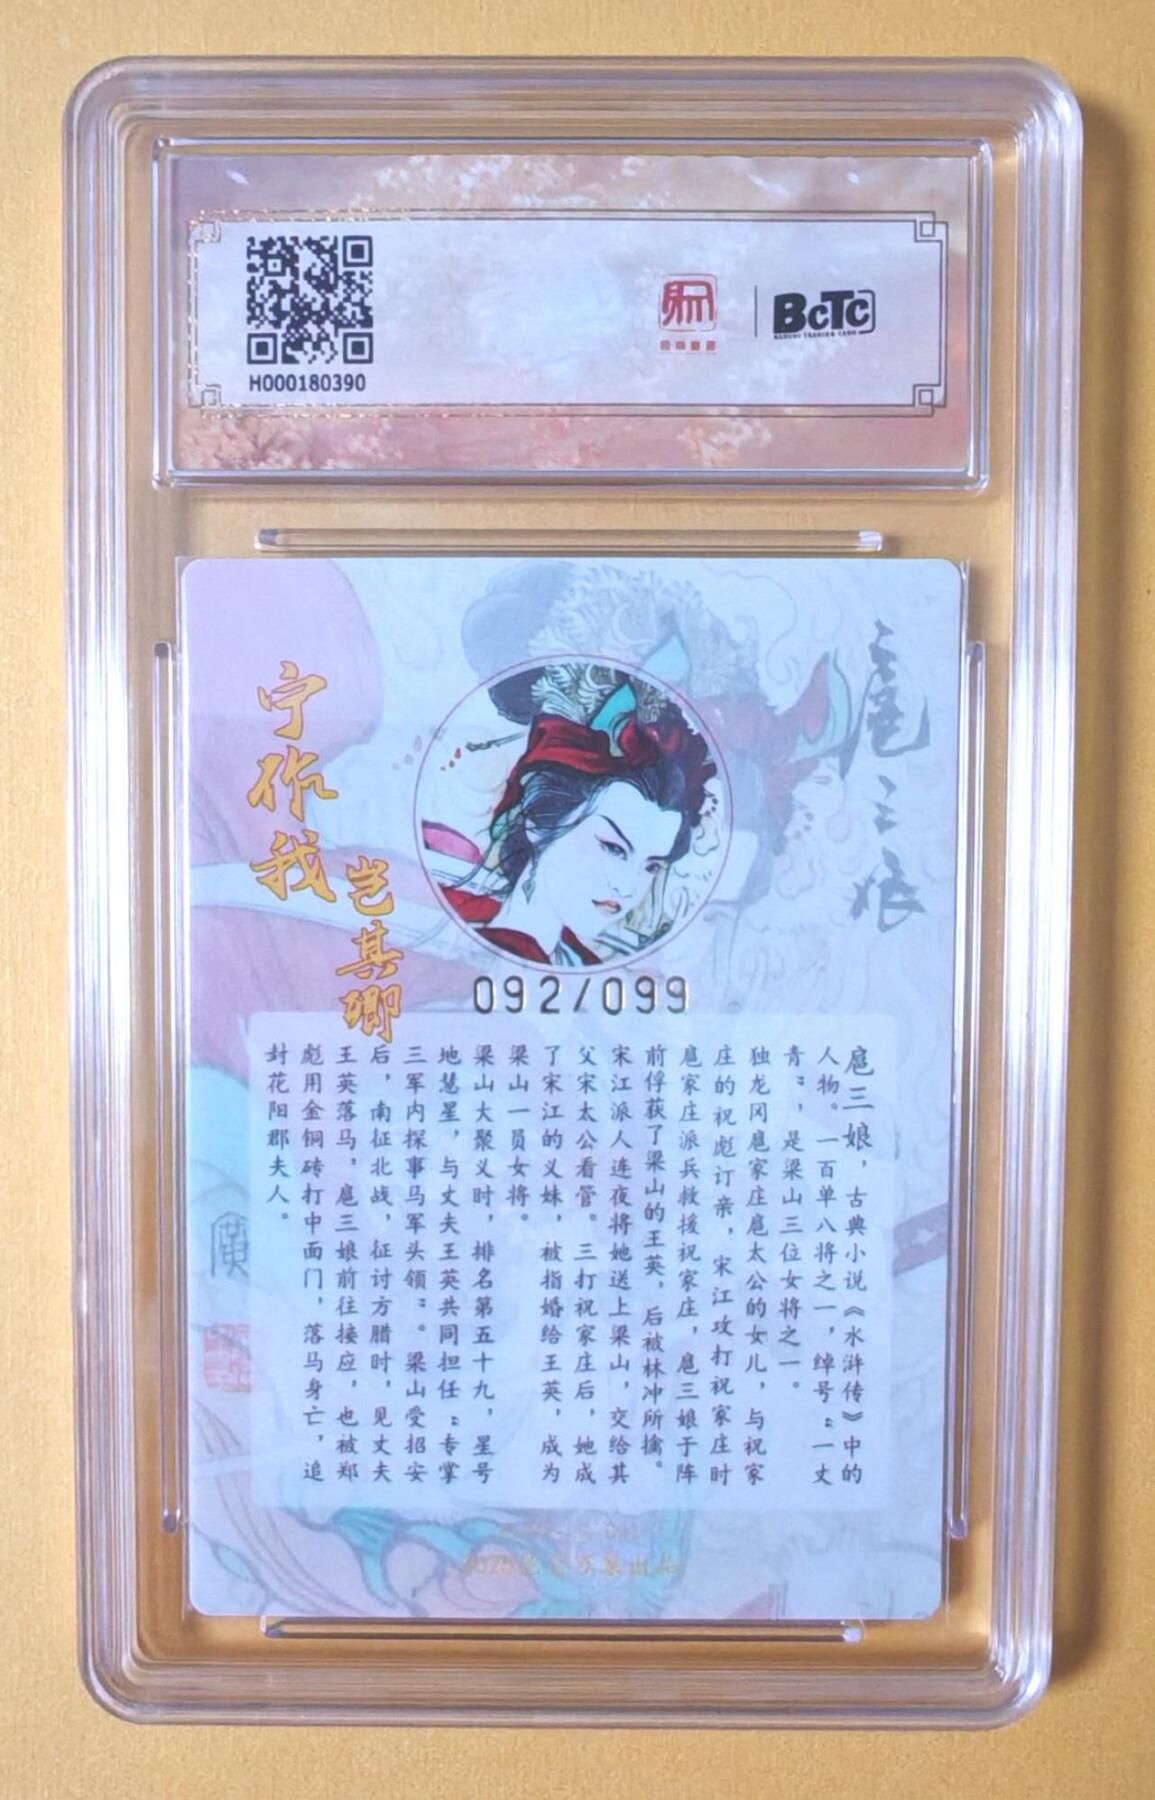 H000180390
BCTC
扈三娘
宁作我
岂其卿
092/099
扈三娘，古典小说《水浒传》中的
人物。一百单八将之一，绰号“一丈
青”，是梁山三位女将之一。
独龙冈扈家庄扈太公的女儿，与祝家
庄的祝彪订亲，宋江攻打祝家庄时
扈家庄派兵救援祝家庄，扈三娘于阵
前俘获了梁山的王英，后被林冲所擒。
宋江派人连夜将她送上梁山，交给其
父宋太公看管。三打祝家庄后，她成
了宋江的义妹，被指婚给王英，成为
梁山一员女将。
梁山大聚义时，排名第五十九，星号
地慧星，与丈夫王英共同担任“专掌
三军内探事马军头领”。梁山受招安
后，南征北战，征讨方腊时，见丈夫
王英落马，扈三娘前往接应，也被郑
彪用金铜砖打中面门，落马身亡，追
封花阳郡夫人。